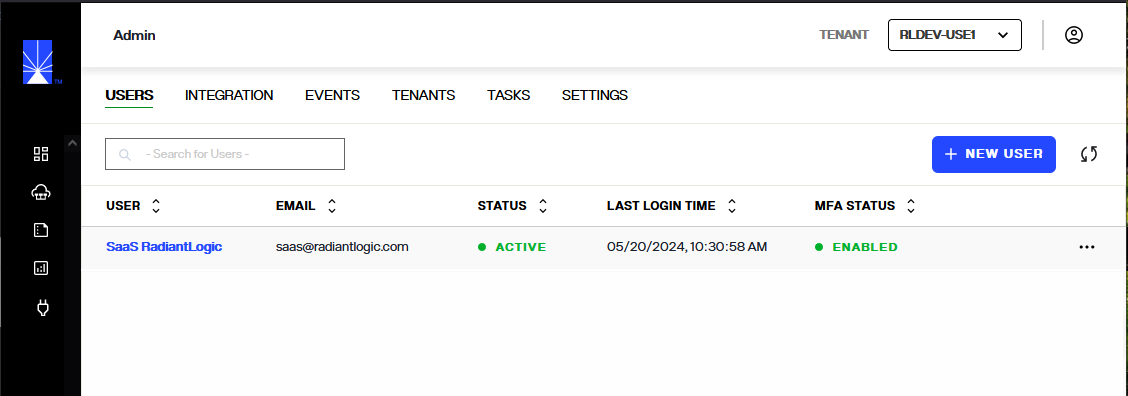 Admin
TENANT RLDEV-USE1
TM
USERS INTEGRATION EVENTS TENANTS TASKS SETTINGS
- Search for Users -
+ NEW USER
USER EMAIL STATUS LAST LOGIN TIME MFA STATUS
SaaS RadiantLogic saas@radiantlogic.com ACTIVE 05/20/2024, 10:30:58 AM ENABLED